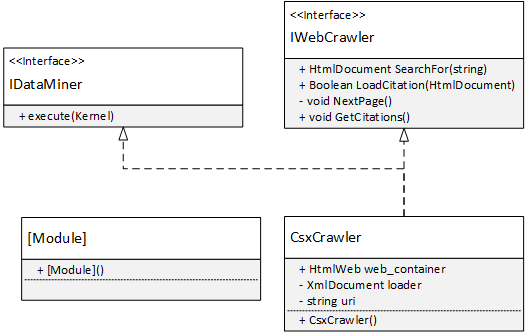 <<Interface>>
IDataMiner
+ execute(Kernel)
<<Interface>>
IWebCrawler
+ HtmlDocument SearchFor(string)
+ Boolean LoadCitation(HtmlDocument)
- void NextPage()
+ void GetCitations()
[Module]
+ [Module]()
CsxCrawler
+ HtmlWeb web_container
- XmlDocument loader
- string uri
+ CsxCrawler()